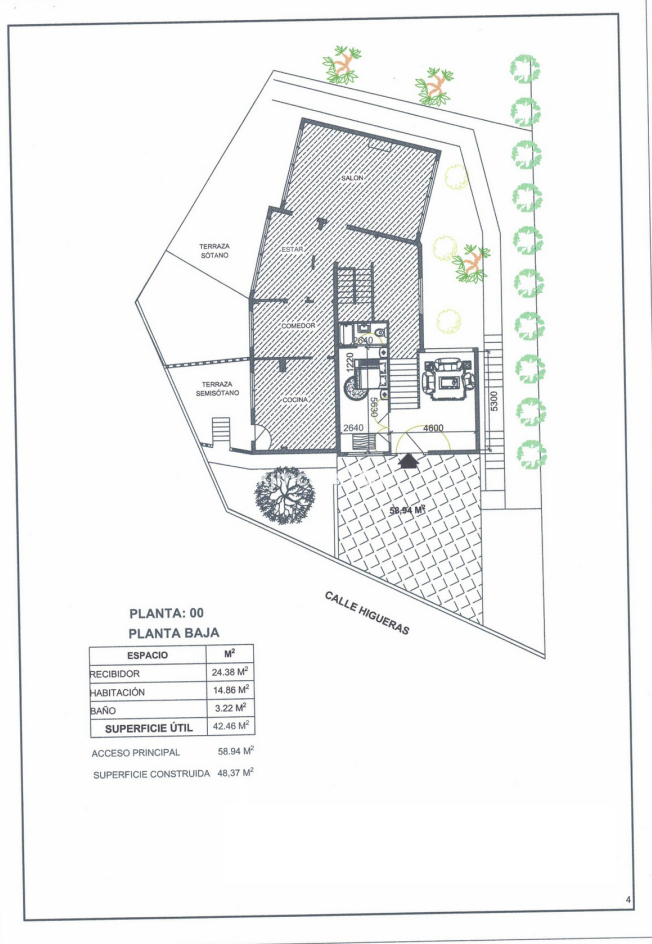 SALON
TERRAZA
SÓTANO
ESTAR
COMEDOR
2640
1220
TERRAZA
SEMISÓTANO
COCINA
5630
5300
2640
4600
58.94 M²
CALLE HIGUERAS
PLANTA: 00
PLANTA BAJA
ESPACIO M²
RECIBIDOR 24.38 M²
HABITACIÓN 14.86 M²
BAÑO 3.22 M²
SUPERFICIE ÚTIL 42.46 M²
ACCESO PRINCIPAL 58.94 M²
SUPERFICIE CONSTRUIDA 48,37 M²
4